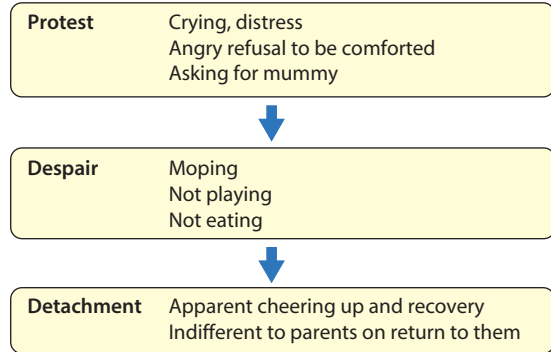 Protest Crying, distress
Angry refusal to be comforted
Asking for mummy
Despair Moping
Not playing
Not eating
Detachment Apparent cheering up and recovery
Indifferent to parents on return to them